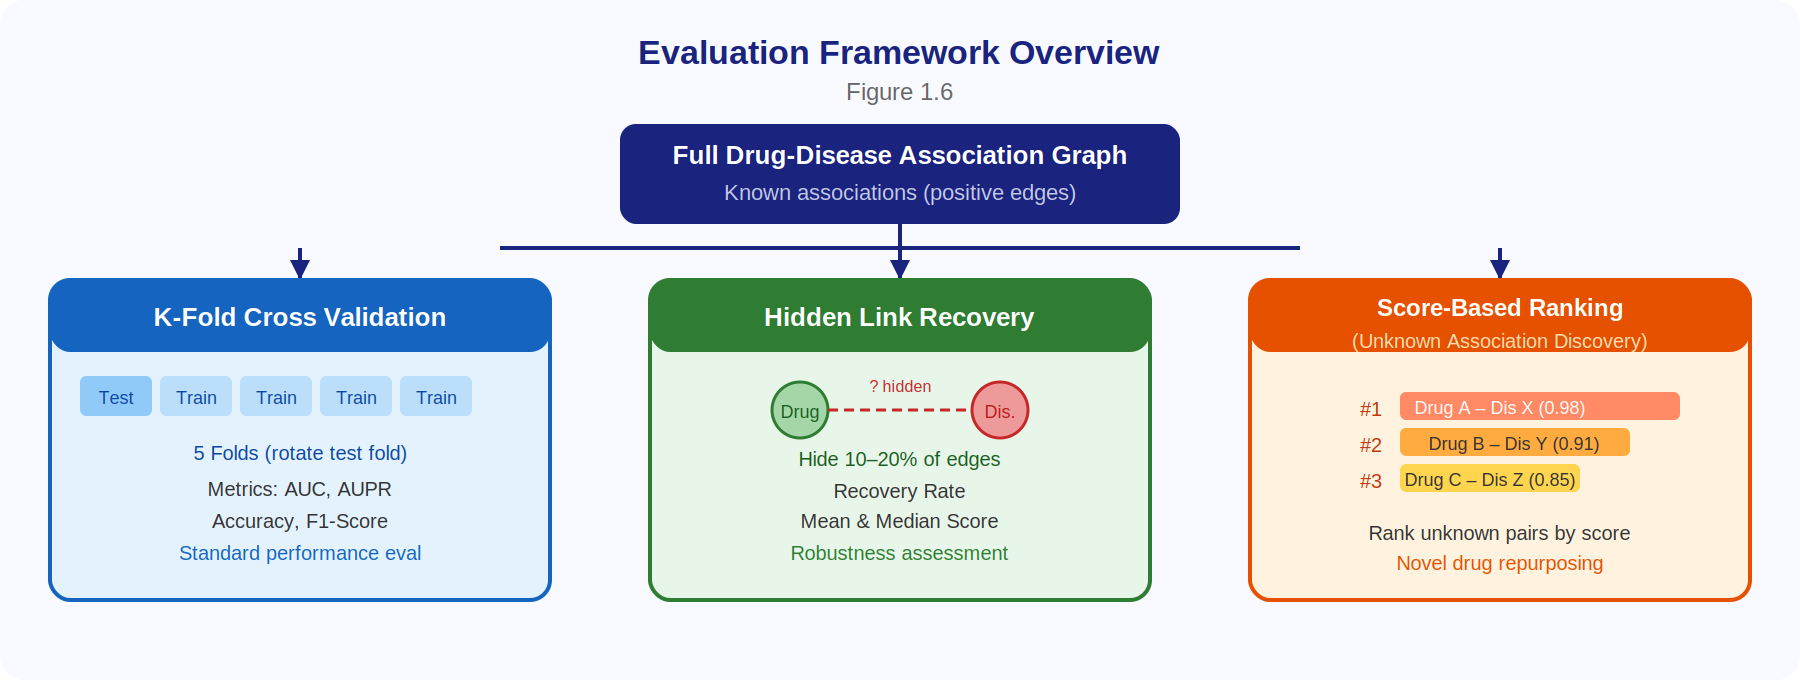 Evaluation Framework Overview
Figure 1.6
Full Drug-Disease Association Graph
Known associations (positive edges)
K-Fold Cross Validation
Test Train Train Train Train
5 Folds (rotate test fold)
Metrics: AUC, AUPR
Accuracy, F1-Score
Standard performance eval
Hidden Link Recovery
? hidden
Drug Dis.
Hide 10–20% of edges
Recovery Rate
Mean & Median Score
Robustness assessment
Score-Based Ranking
(Unknown Association Discovery)
#1 Drug A – Dis X (0.98)
#2 Drug B – Dis Y (0.91)
#3 Drug C – Dis Z (0.85)
Rank unknown pairs by score
Novel drug repurposing